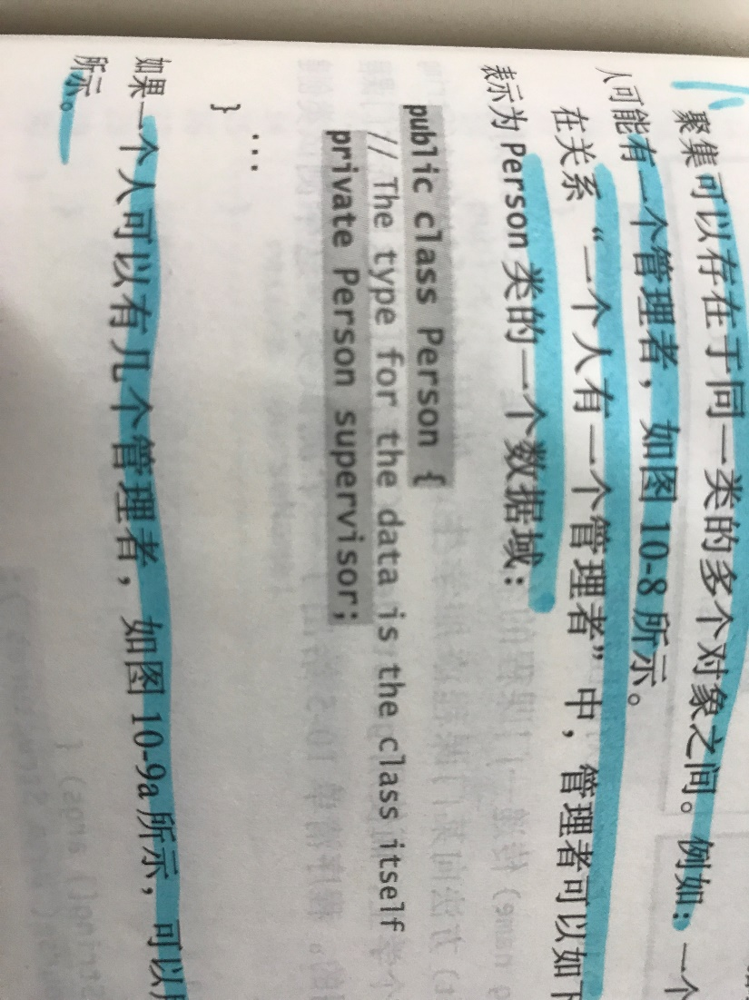 聚集可以存在于同一类的多个对象之间。例如：一个
人可能有一个管理者，如图 10-8 所示。
在关系“一个人有一个管理者”中，管理者可以如下
表示为 Person 类的一个数据域：
public class Person {
// The type for the data is the class itself
private Person supervisor;
...
}
如果一个人可以有几个管理者，如图 10-9a 所示，可以用
所示。